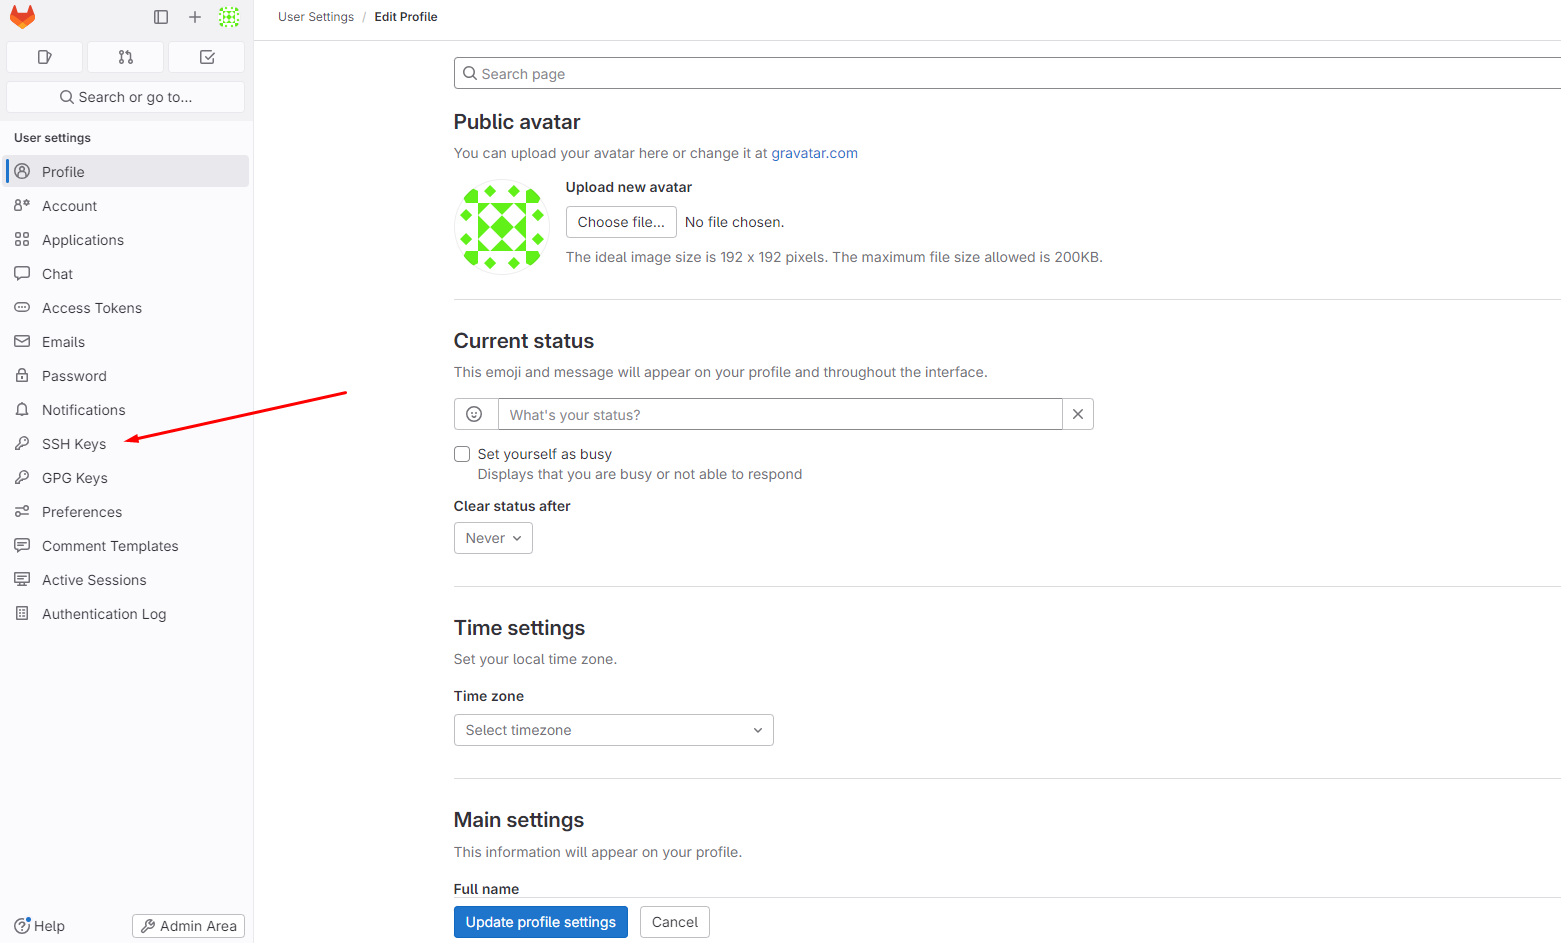 User Settings / Edit Profile
Search or go to...
User settings
Profile
Account
Applications
Chat
Access Tokens
Emails
Password
Notifications
SSH Keys
GPG Keys
Preferences
Comment Templates
Active Sessions
Authentication Log
Help
Admin Area
Search page
Public avatar
You can upload your avatar here or change it at gravatar.com
Upload new avatar
Choose file... No file chosen.
The ideal image size is 192 x 192 pixels. The maximum file size allowed is 200KB.
Current status
This emoji and message will appear on your profile and throughout the interface.
What's your status?
Set yourself as busy
Displays that you are busy or not able to respond
Clear status after
Never
Time settings
Set your local time zone.
Time zone
Select timezone
Main settings
This information will appear on your profile.
Full name
Update profile settings Cancel